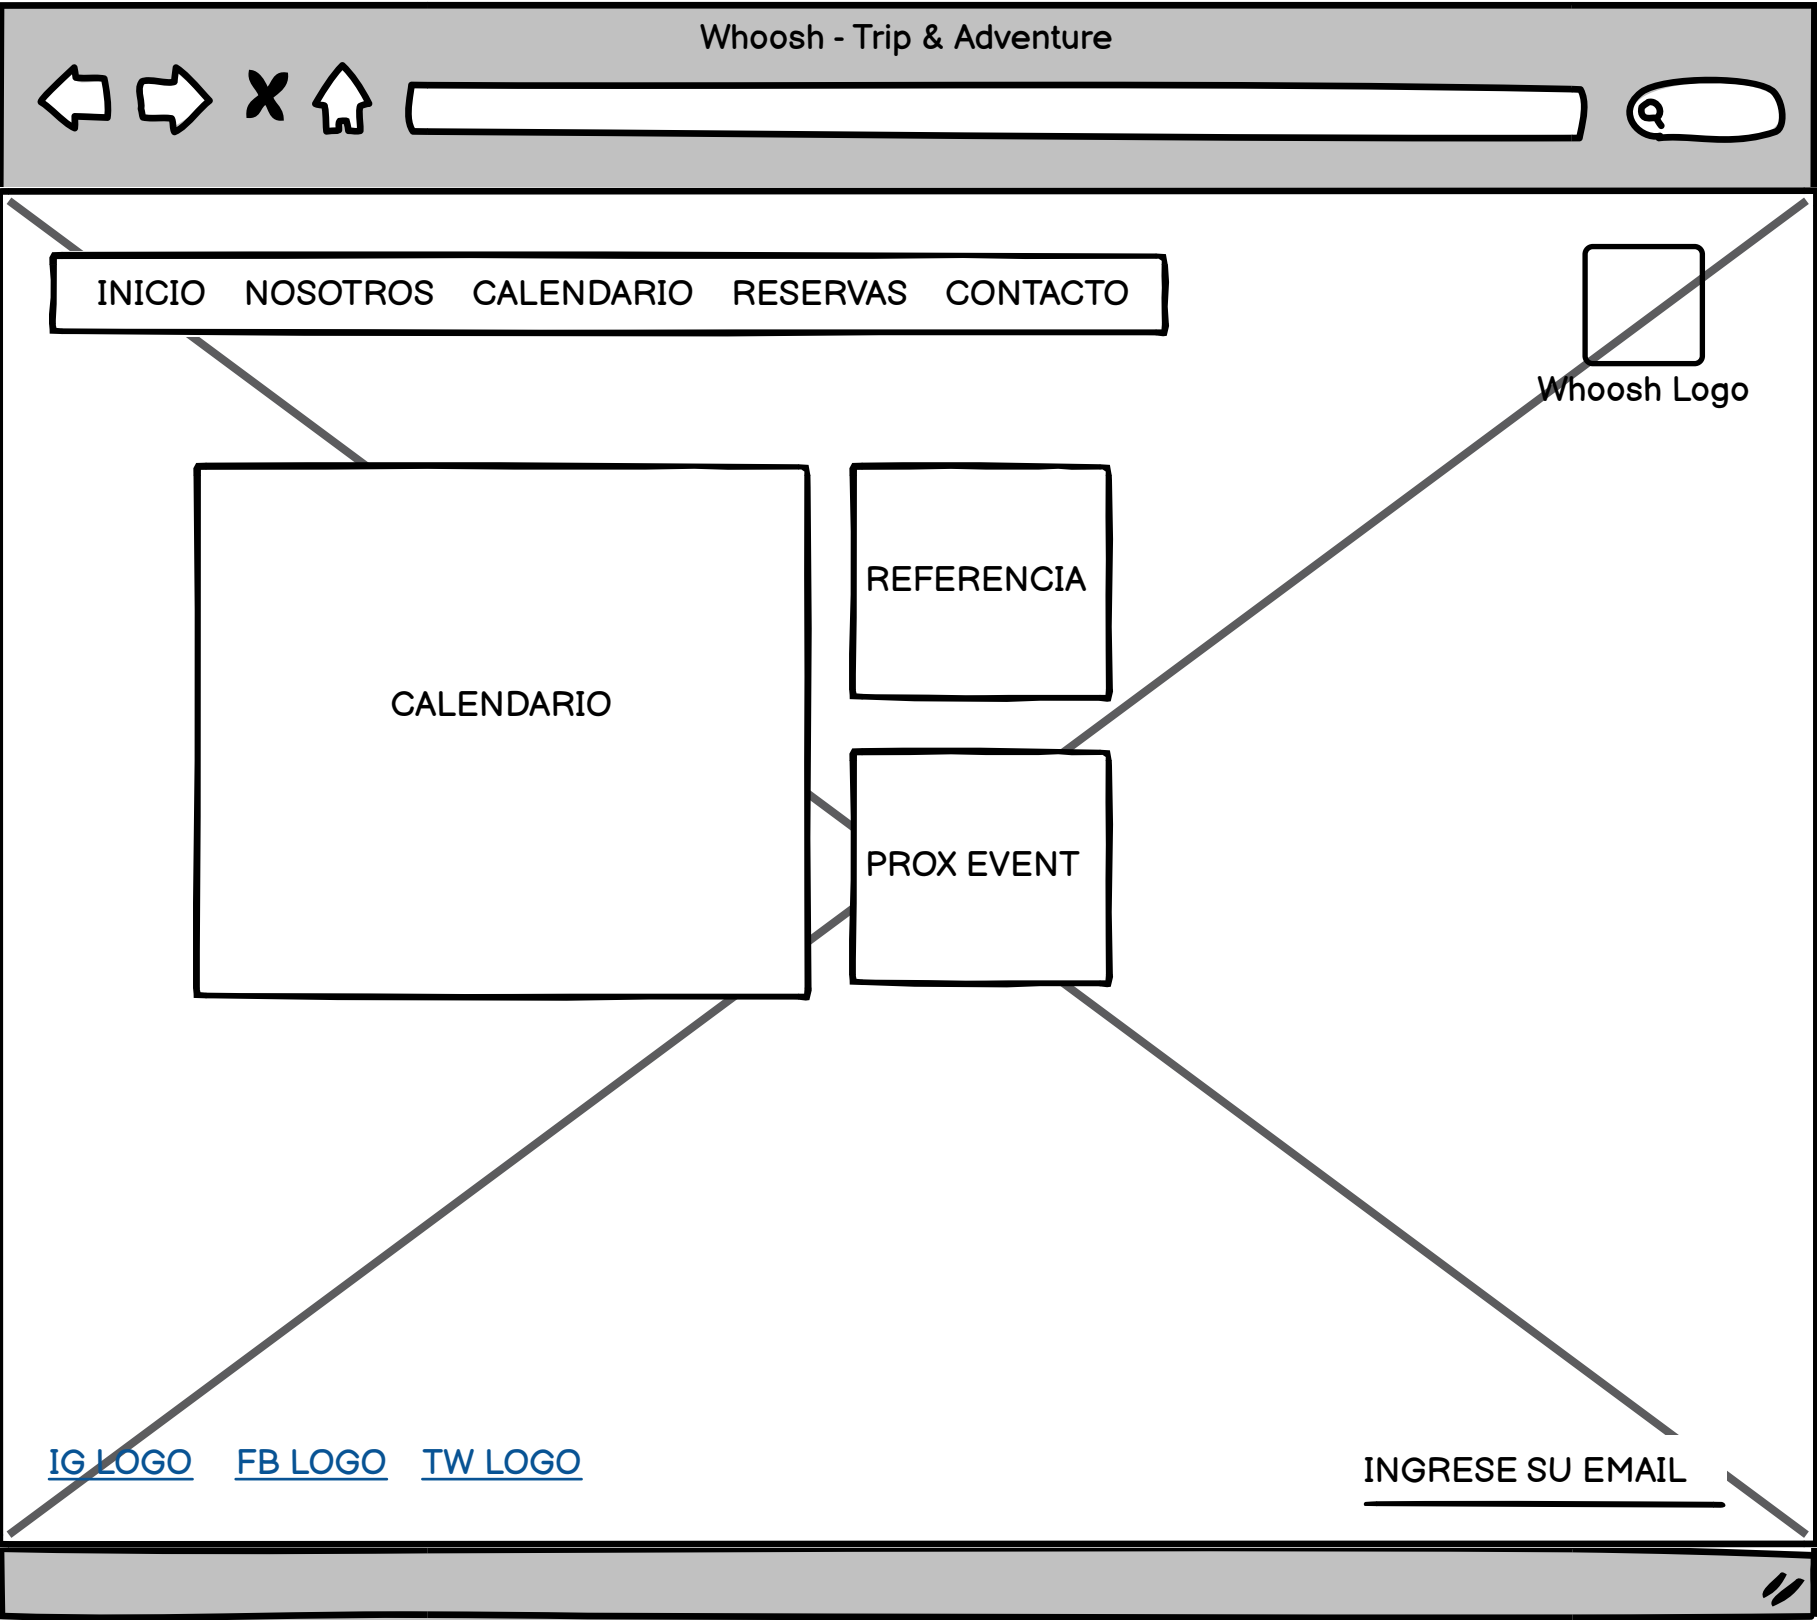 Whoosh - Trip & Adventure
INICIO NOSOTROS CALENDARIO RESERVAS CONTACTO
Whoosh Logo
CALENDARIO
REFERENCIA
PROX EVENT
IG LOGO FB LOGO TW LOGO
INGRESE SU EMAIL